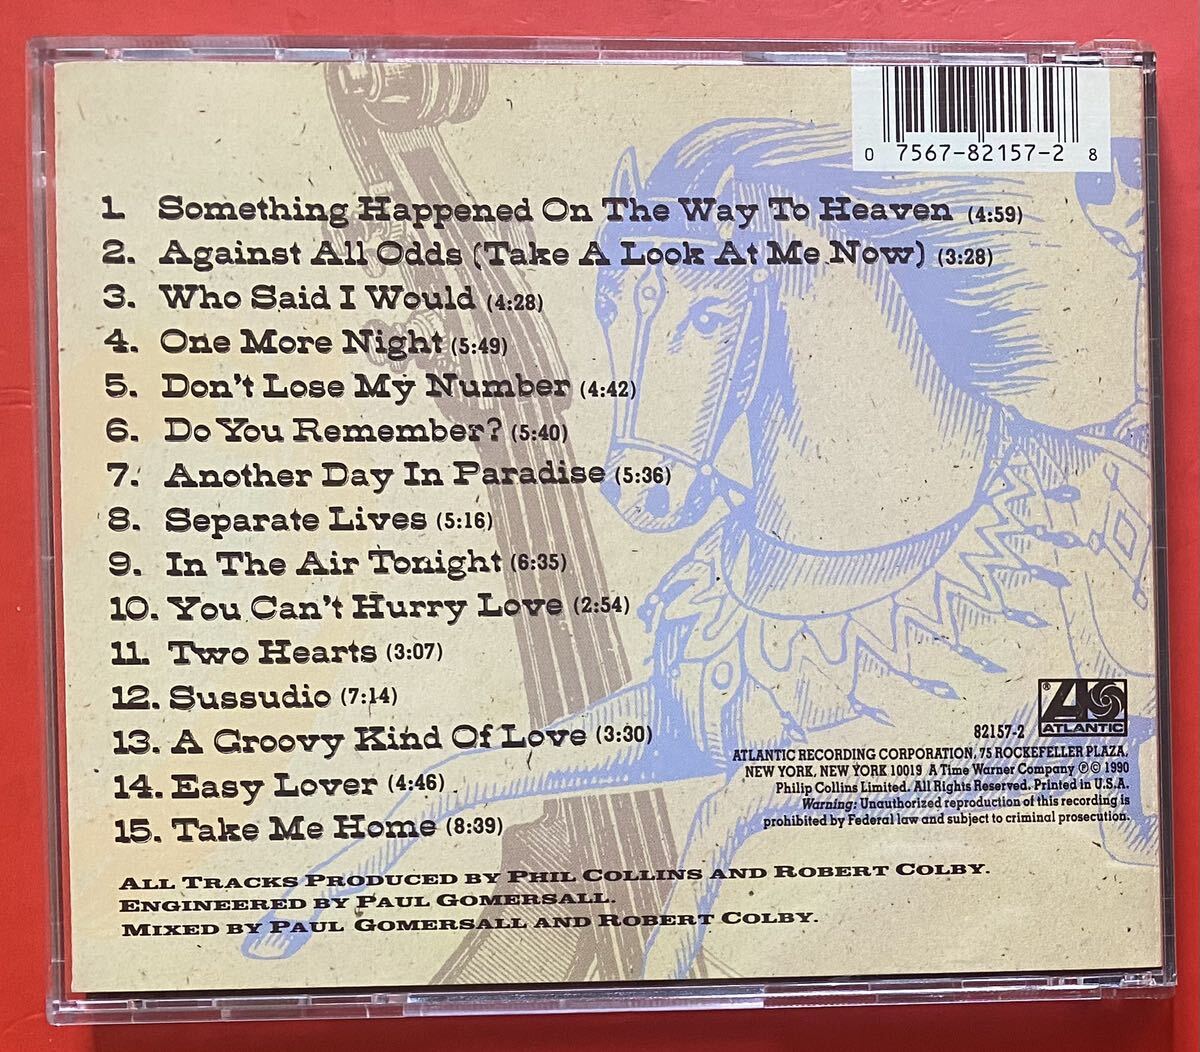 0 7567-82157-2 8
1. Something Happened On The Way To Heaven (4:59)
2. Against All Odds (Take A Look At Me Now) (3:28)
3. Who Said I Would (4:28)
4. One More Night (5:49)
5. Don't Lose My Number (4:42)
6. Do You Remember? (5:40)
7. Another Day In Paradise (5:36)
8. Separate Lives (5:16)
9. In The Air Tonight (6:35)
10. You Can't Hurry Love (2:54)
11. Two Hearts (3:07)
12. Sussudio (7:14)
13. A Groovy Kind Of Love (3:30)
14. Easy Lover (4:46)
15. Take Me Home (8:39)
All Tracks Produced by Phil Collins and Robert Colby.
Engineered by Paul Gomersall.
Mixed by Paul Gomersall and Robert Colby.
®
ATLANTIC
82157-2
ATLANTIC RECORDING CORPORATION, 75 ROCKEFELLER PLAZA,
NEW YORK, NEW YORK 10019 A Time Warner Company ℗© 1990
Philip Collins Limited. All Rights Reserved. Printed in U.S.A.
Warning: Unauthorized reproduction of this recording is
prohibited by Federal law and subject to criminal prosecution.